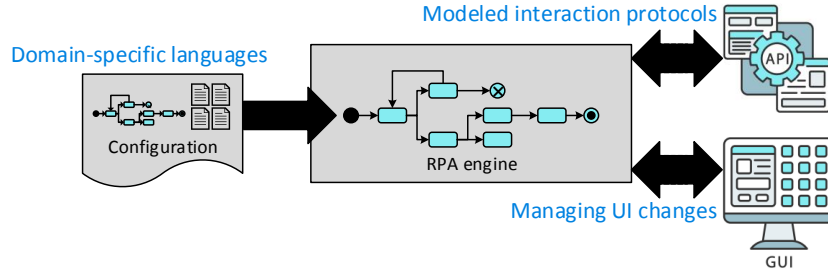 Modeled interaction protocols
Domain-specific languages
API
Configuration
RPA engine
Managing UI changes
GUI